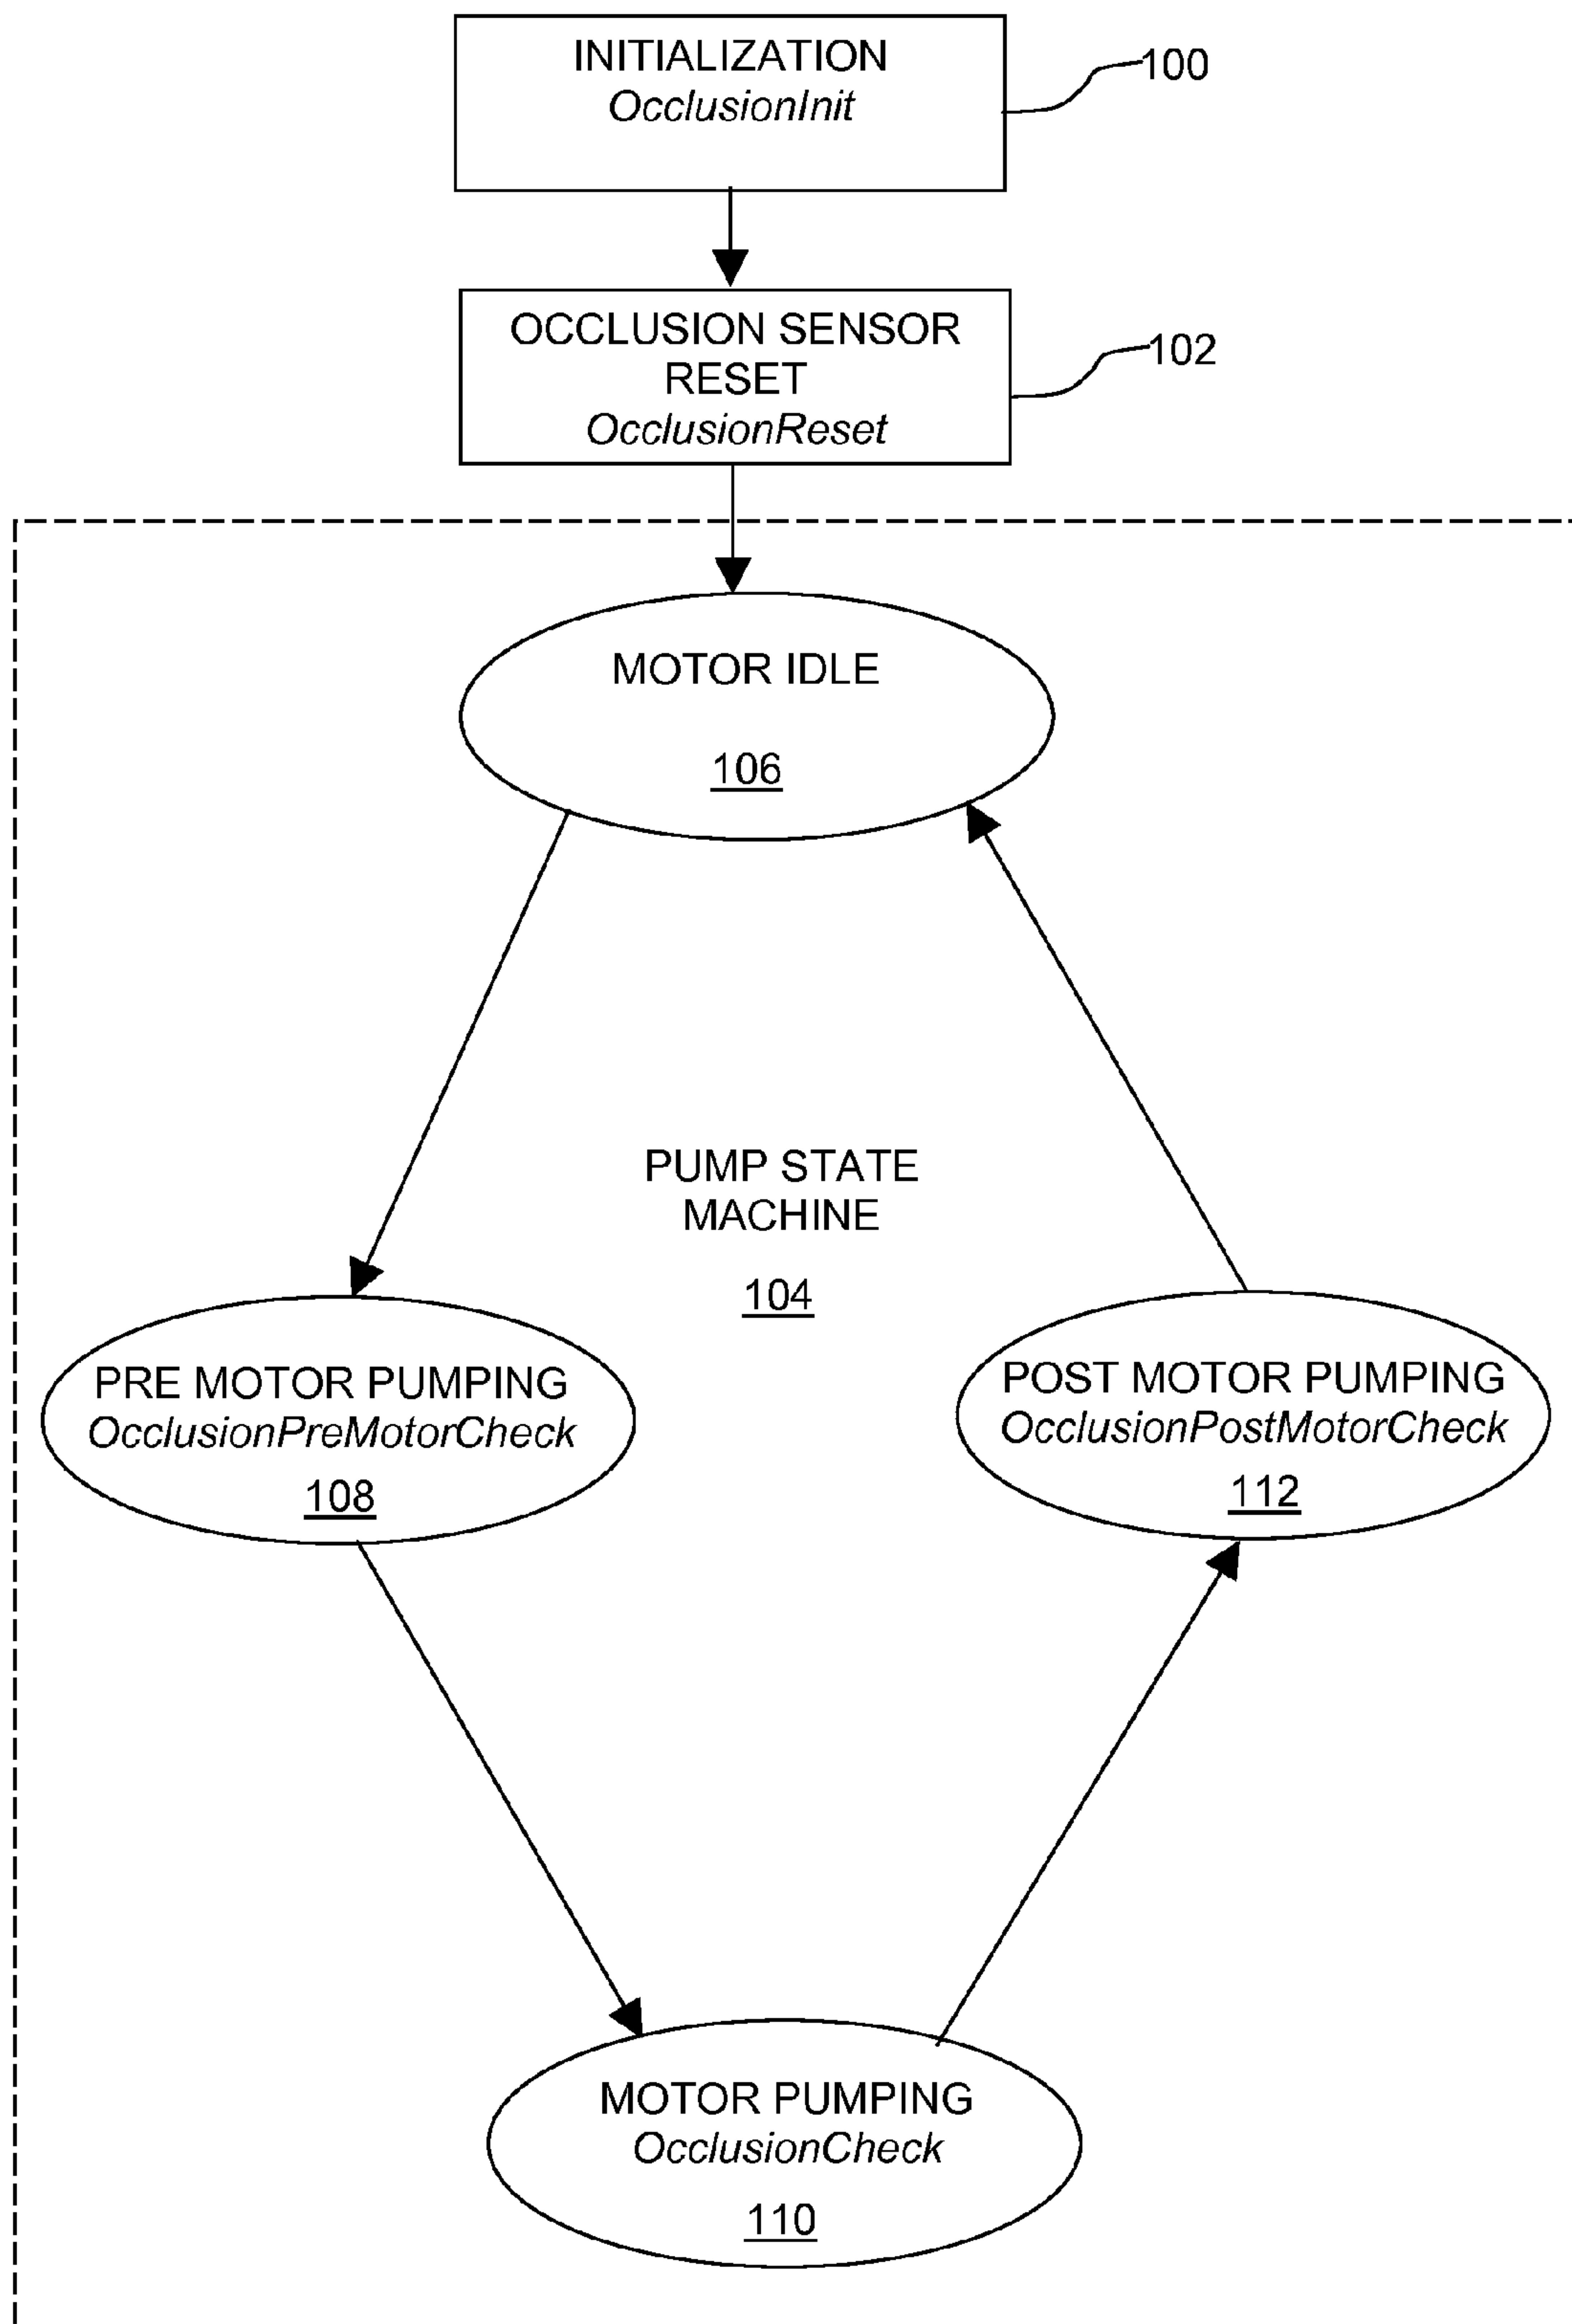 INITIALIZATION
OcclusionInit
100
OCCLUSION SENSOR
RESET
OcclusionReset
102
MOTOR IDLE
106
PUMP STATE
MACHINE
104
PRE MOTOR PUMPING
OcclusionPreMotorCheck
108
POST MOTOR PUMPING
OcclusionPostMotorCheck
112
MOTOR PUMPING
OcclusionCheck
110